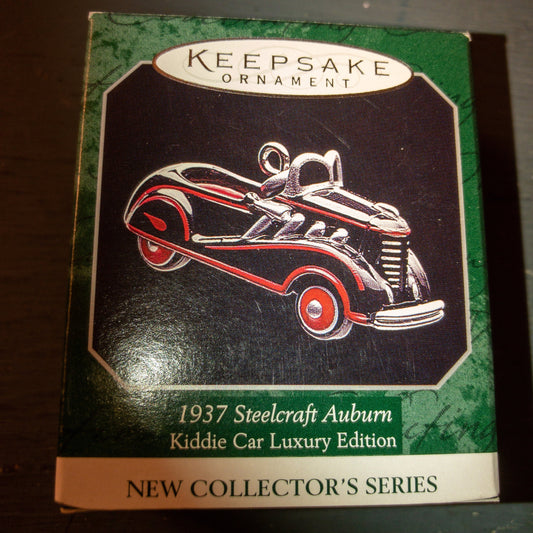 KEEPSAKE
ORNAMENT
1937 Steelcraft Auburn
Kiddie Car Luxury Edition
NEW COLLECTOR'S SERIES